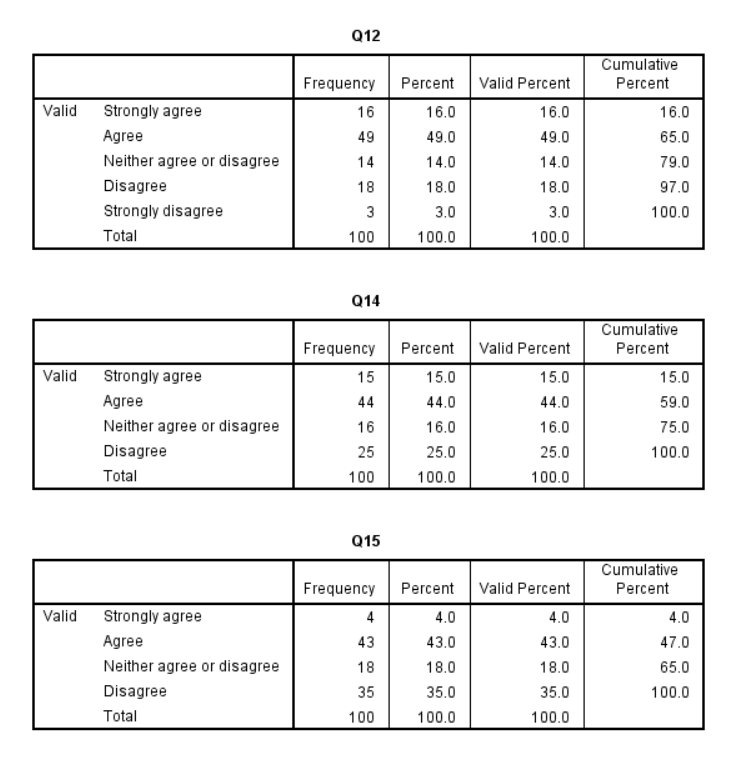 Q12
Frequency Percent Valid Percent Cumulative Percent
Valid Strongly agree 16 16.0 16.0 16.0
Agree 49 49.0 49.0 65.0
Neither agree or disagree 14 14.0 14.0 79.0
Disagree 18 18.0 18.0 97.0
Strongly disagree 3 3.0 3.0 100.0
Total 100 100.0 100.0
Q14
Frequency Percent Valid Percent Cumulative Percent
Valid Strongly agree 15 15.0 15.0 15.0
Agree 44 44.0 44.0 59.0
Neither agree or disagree 16 16.0 16.0 75.0
Disagree 25 25.0 25.0 100.0
Total 100 100.0 100.0
Q15
Frequency Percent Valid Percent Cumulative Percent
Valid Strongly agree 4 4.0 4.0 4.0
Agree 43 43.0 43.0 47.0
Neither agree or disagree 18 18.0 18.0 65.0
Disagree 35 35.0 35.0 100.0
Total 100 100.0 100.0